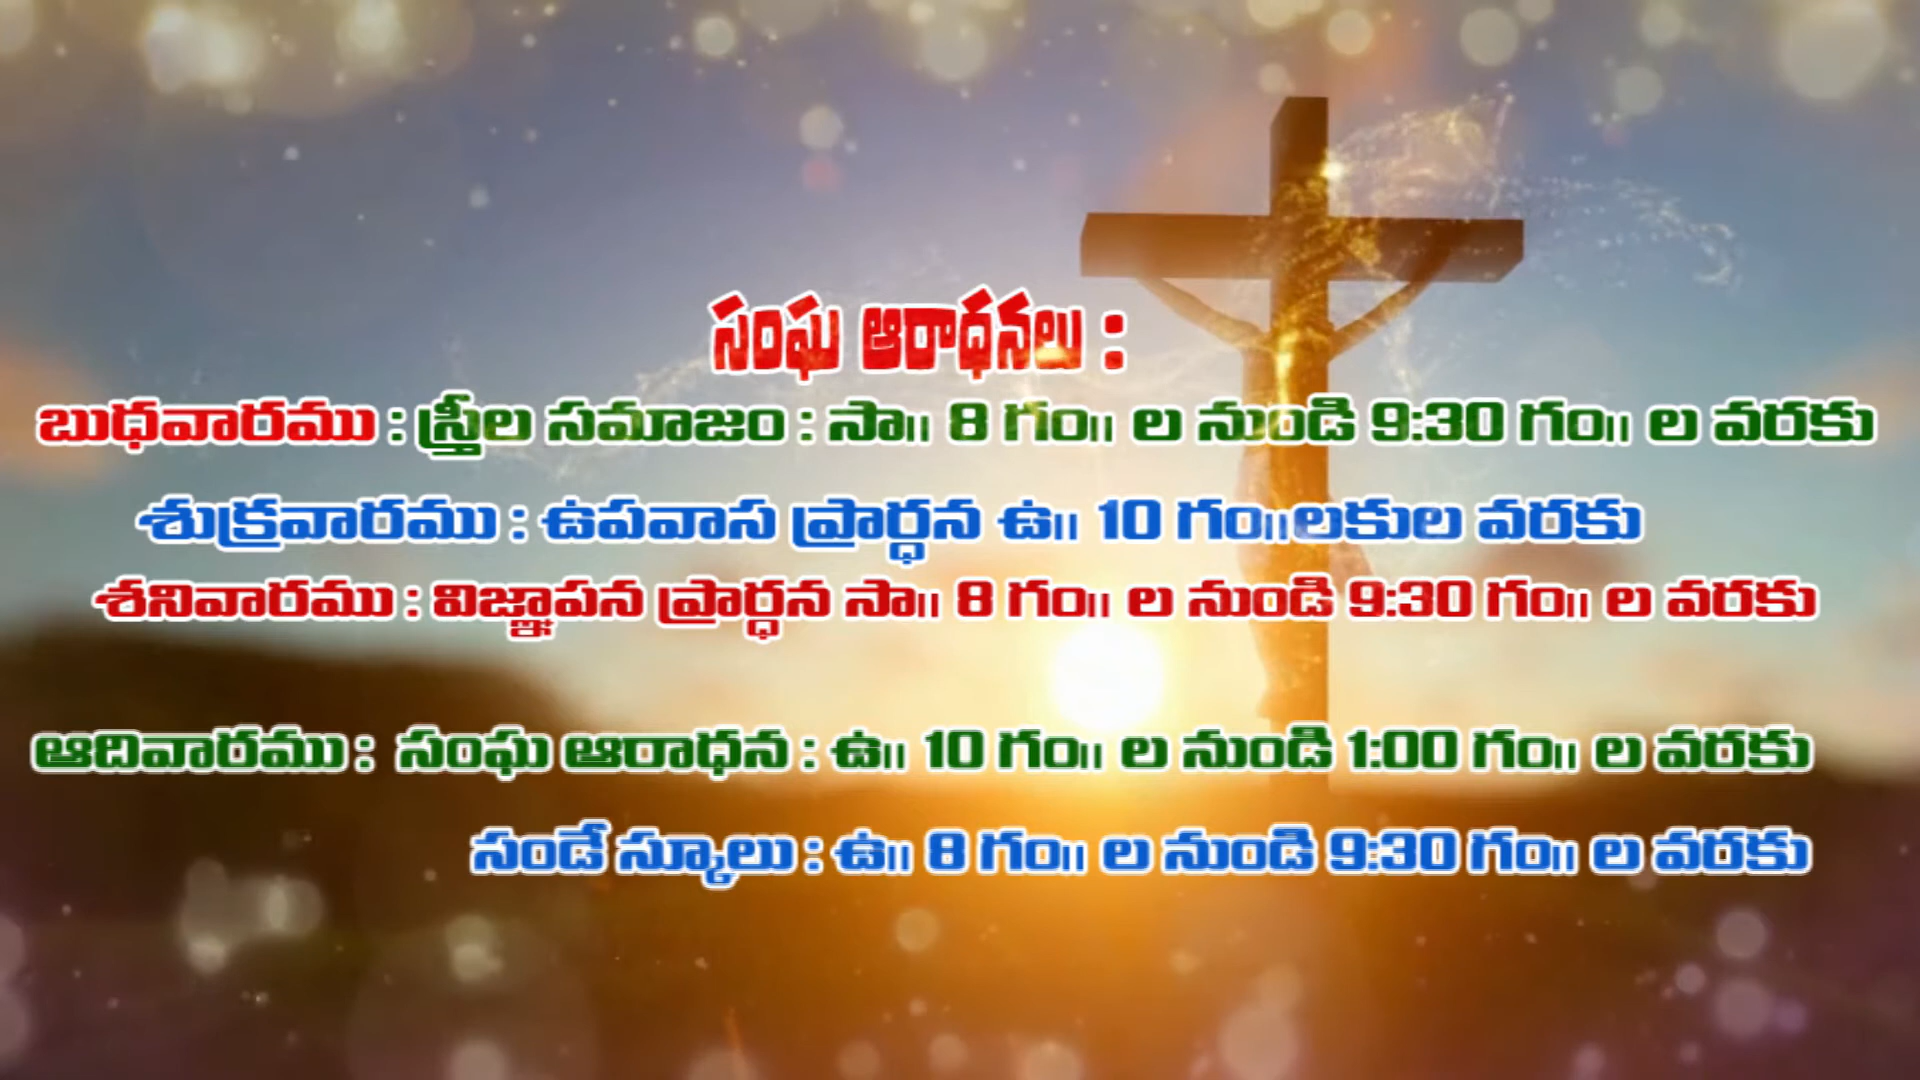 సంఘ ఆరాధనలు :
బుధవారము : స్త్రీల సమాజం : సా॥ 8 గం॥ ల నుండి 9:30 గం॥ ల వరకు
శుక్రవారము : ఉపవాస ప్రార్ధన ఉ॥ 10 గం॥లకుల వరకు
శనివారము : విజ్ఞాపన ప్రార్ధన సా॥ 8 గం॥ ల నుండి 9:30 గం॥ ల వరకు
ఆదివారము : సంఘ ఆరాధన : ఉ॥ 10 గం॥ ల నుండి 1:00 గం॥ ల వరకు
సండే స్కూలు : ఉ॥ 8 గం॥ ల నుండి 9:30 గం॥ ల వరకు